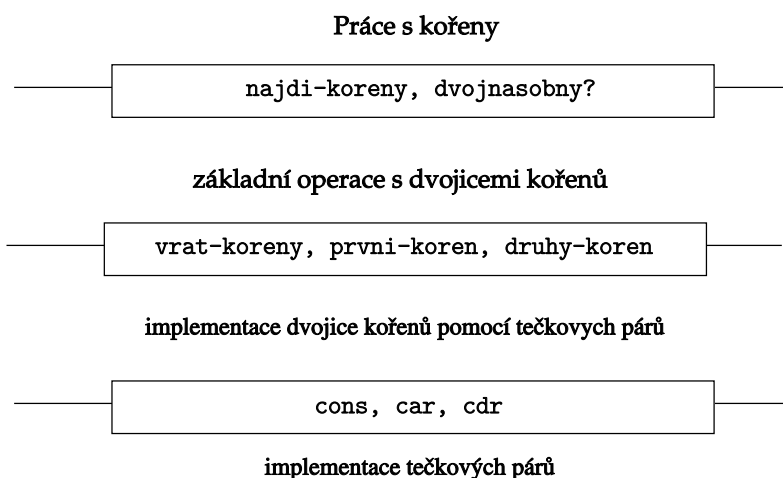 Práce s kořeny
najdi-koreny, dvojnasobny?
základní operace s dvojicemi kořenů
vrat-koreny, prvni-koren, druhy-koren
implementace dvojice kořenů pomocí tečkovych párů
cons, car, cdr
implementace tečkových párů